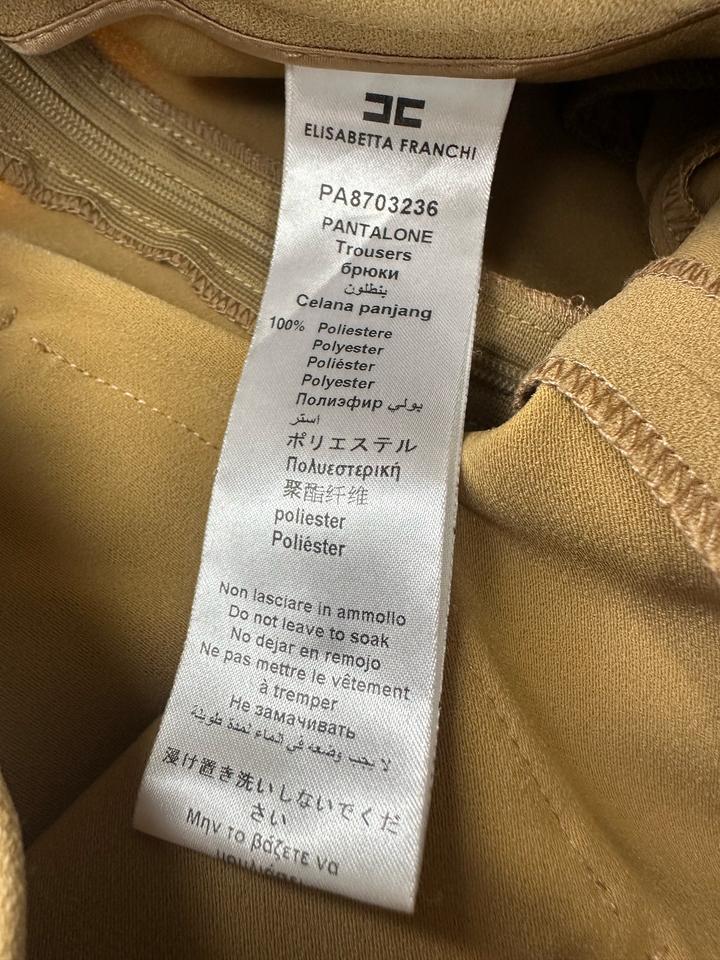 ELISABETTA FRANCHI
PA8703236
PANTALONE
Trousers
брюки
بنطلون
Celana panjang
100% Poliestere
Polyester
Poliéster
Polyester
Полиэфир بولي
استر
ポリエステル
Πολυεστερική
聚酯纤维
poliester
Poliéster
Non lasciare in ammollo
Do not leave to soak
No dejar en remojo
Ne pas mettre le vêtement
à tremper
Не замачивать
لا يجب وضعه في الماء لمدة طويلة
浸け置き洗いしないでくだ
さい
Μην το βάζετε να